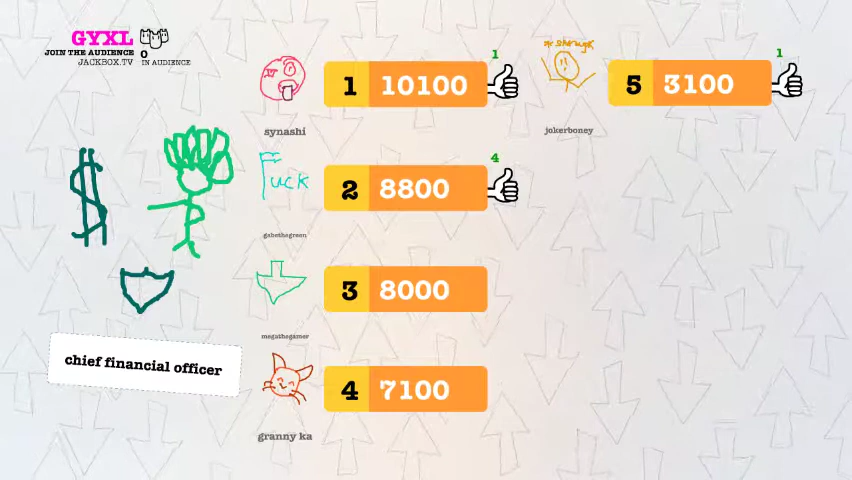 GYXL
JOIN THE AUDIENCE
JACKBOX.TV
0
IN AUDIENCE
$
chief financial officer
1 10100
1
synashi
Fuck
2 8800
4
gabethegreen
3 8000
megathegamer
4 7100
granny ka
5 3100
1
jokerboney